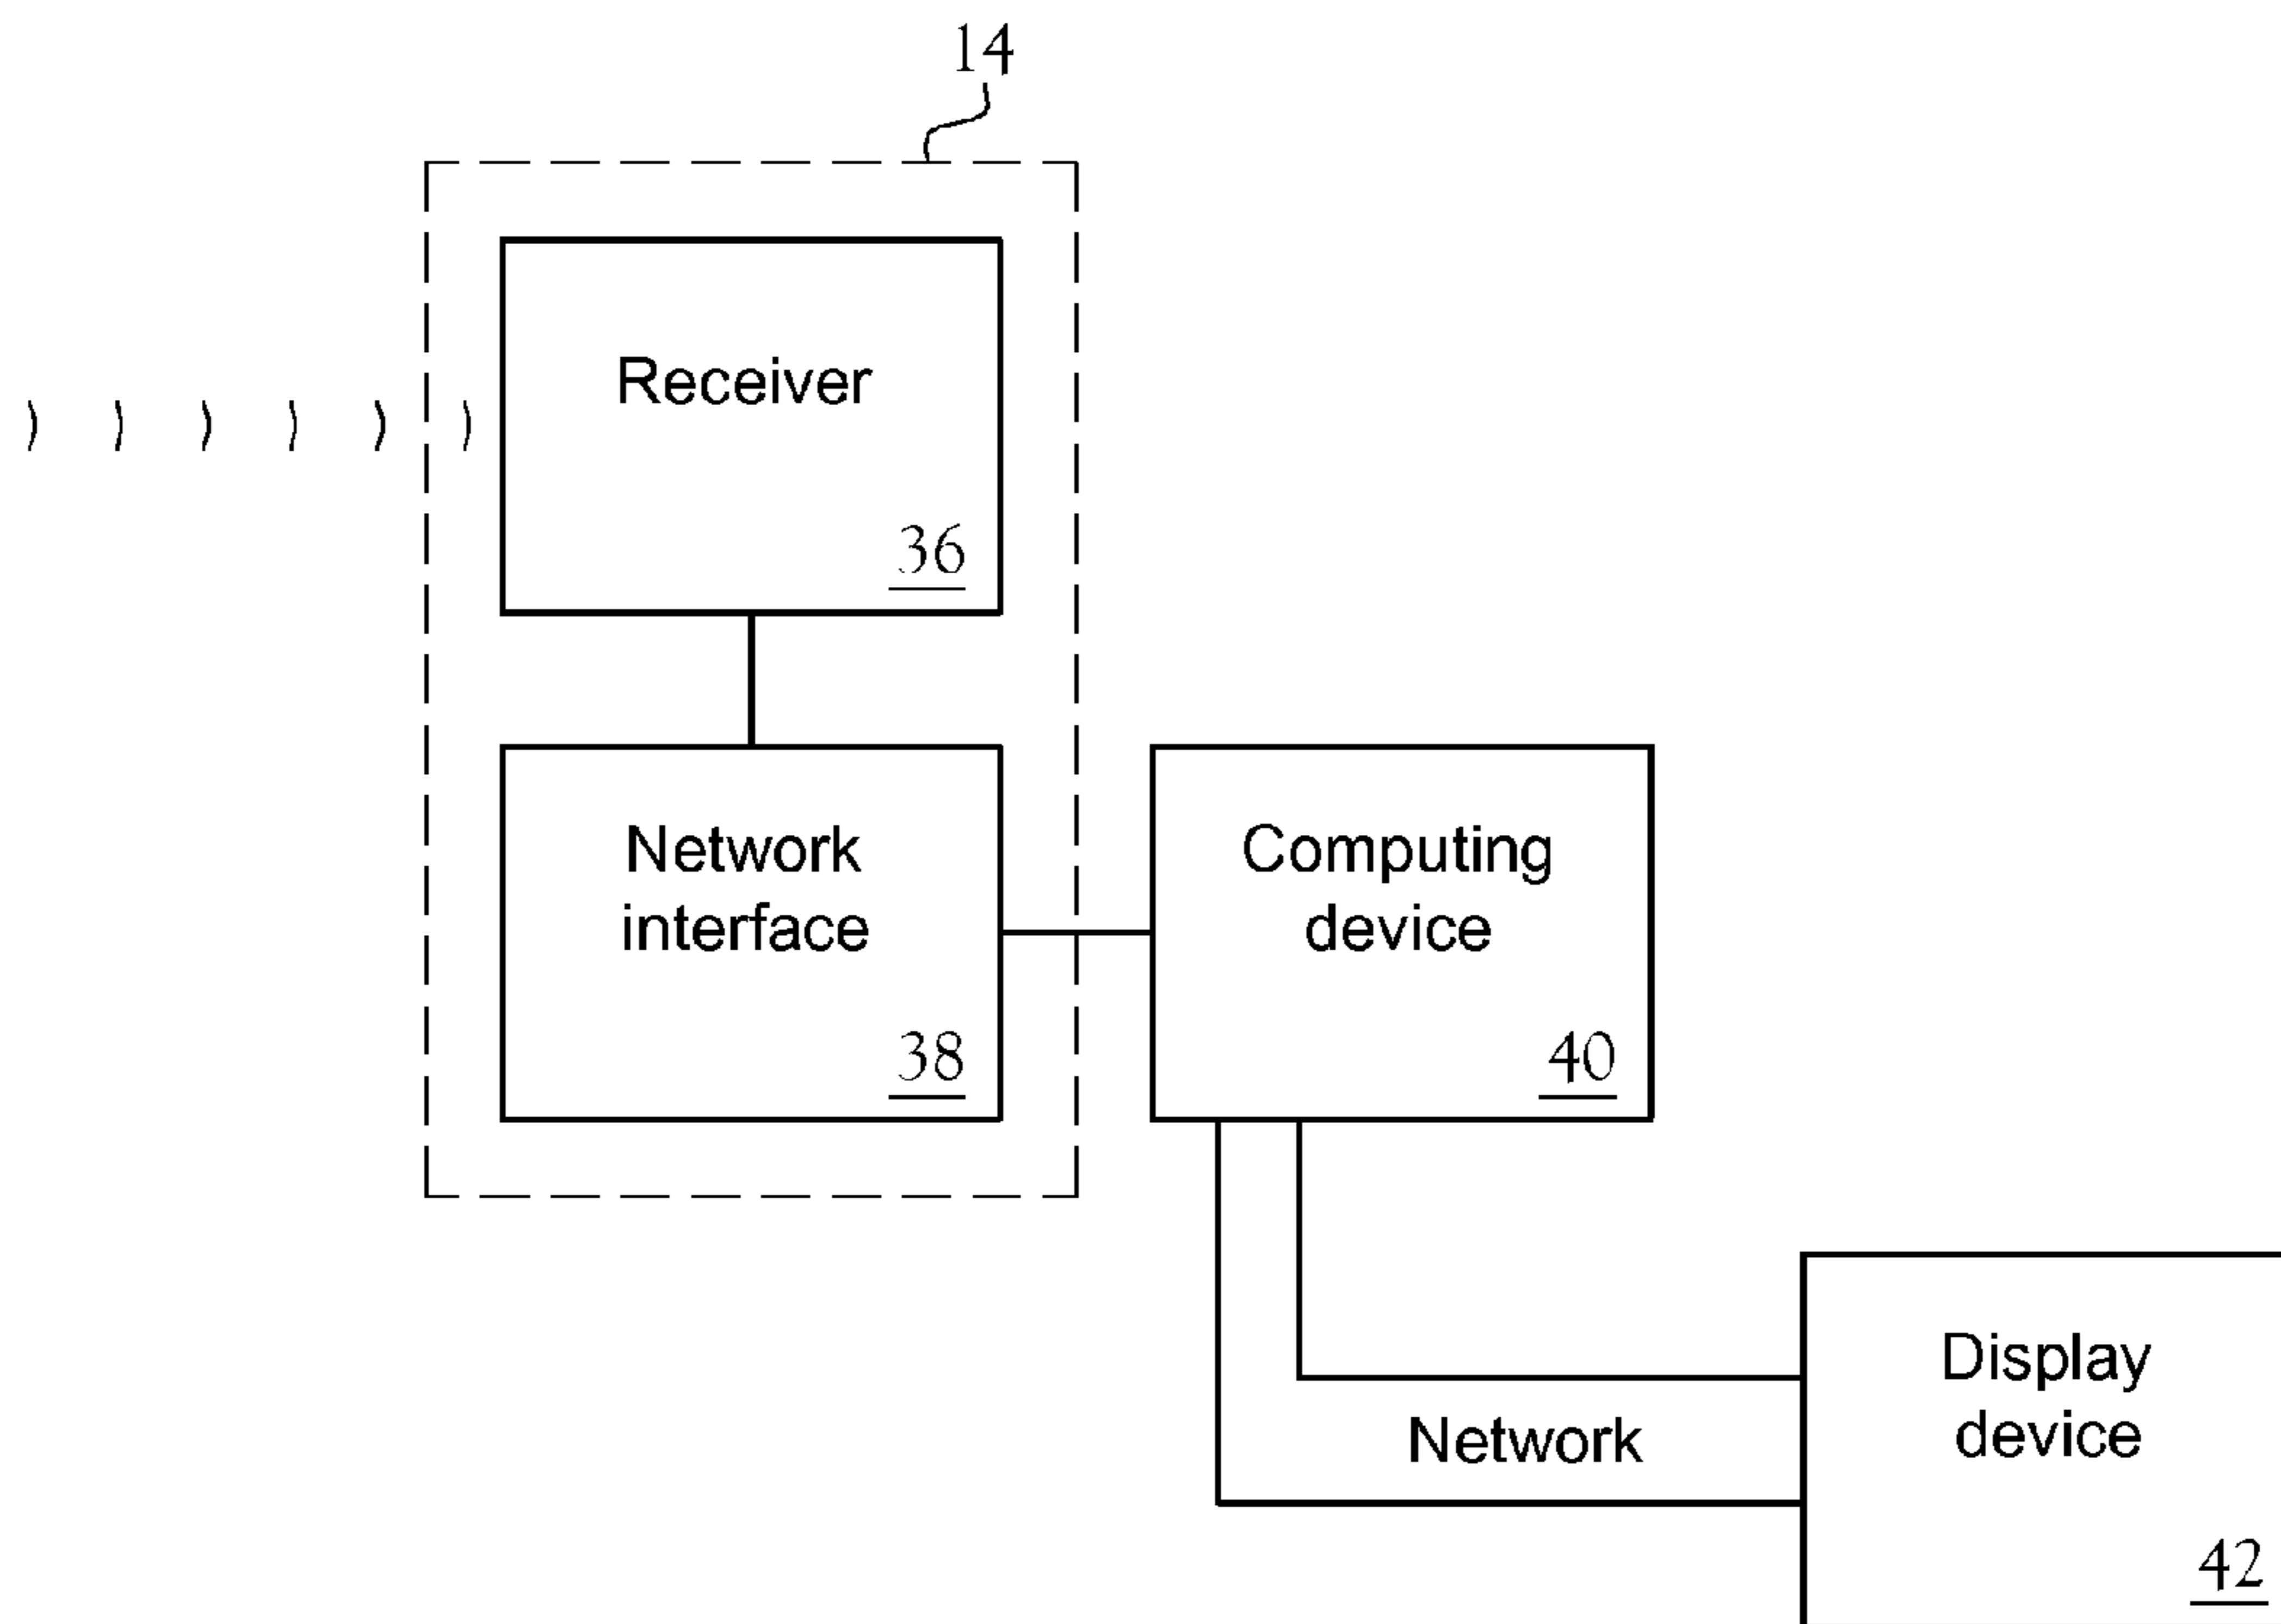 14
Receiver
36
Network
interface
38
Computing
device
40
Network
Display
device
42